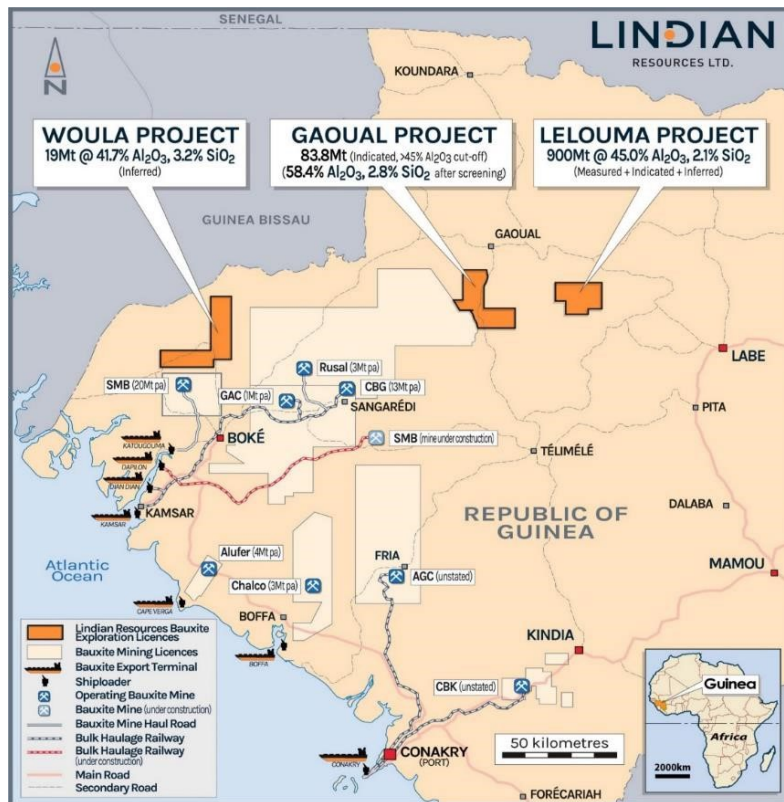 SENEGAL
LINDIAN
RESOURCES LTD.
N
KOUNDARA
WOULA PROJECT
19Mt @ 41.7% Al2O3, 3.2% SiO2
(Inferred)
GAOUAL PROJECT
83.8Mt (Indicated, >45% Al2O3 cut-off)
(58.4% Al2O3, 2.8% SiO2 after screening)
LELOUMA PROJECT
900Mt @ 45.0% Al2O3, 2.1% SiO2
(Measured + Indicated + Inferred)
GUINEA BISSAU
GAOUAL
LABE
Rusal (3Mt pa)
SMB (20Mt pa)
GAC (1Mt pa)
CBG (13Mt pa)
SANGARÉDI
PITA
BOKÉ
SMB (mine under construction)
TÉLIMÉLÉ
KATOUGOUMA
DAPILON
DIAN DIAN
KAMSAR
KAMSAR
DALABA
REPUBLIC OF
GUINEA
Atlantic
Ocean
Alufer (4Mt pa)
FRIA
AGC (unstated)
MAMOU
Chalco (3Mt pa)
CAPE VERGA
BOFFA
BOFFA
KINDIA
CBK (unstated)
CONAKRY
(PORT)
CONAKRY
50 kilometres
FORÉCARIAH
Lindian Resources Bauxite
Exploration Licences
Bauxite Mining Licences
Bauxite Export Terminal
Shiploader
Operating Bauxite Mine
Bauxite Mine (under construction)
Bauxite Mine Haul Road
Bulk Haulage Railway
Bulk Haulage Railway
(under construction)
Main Road
Secondary Road
Guinea
Africa
2000km